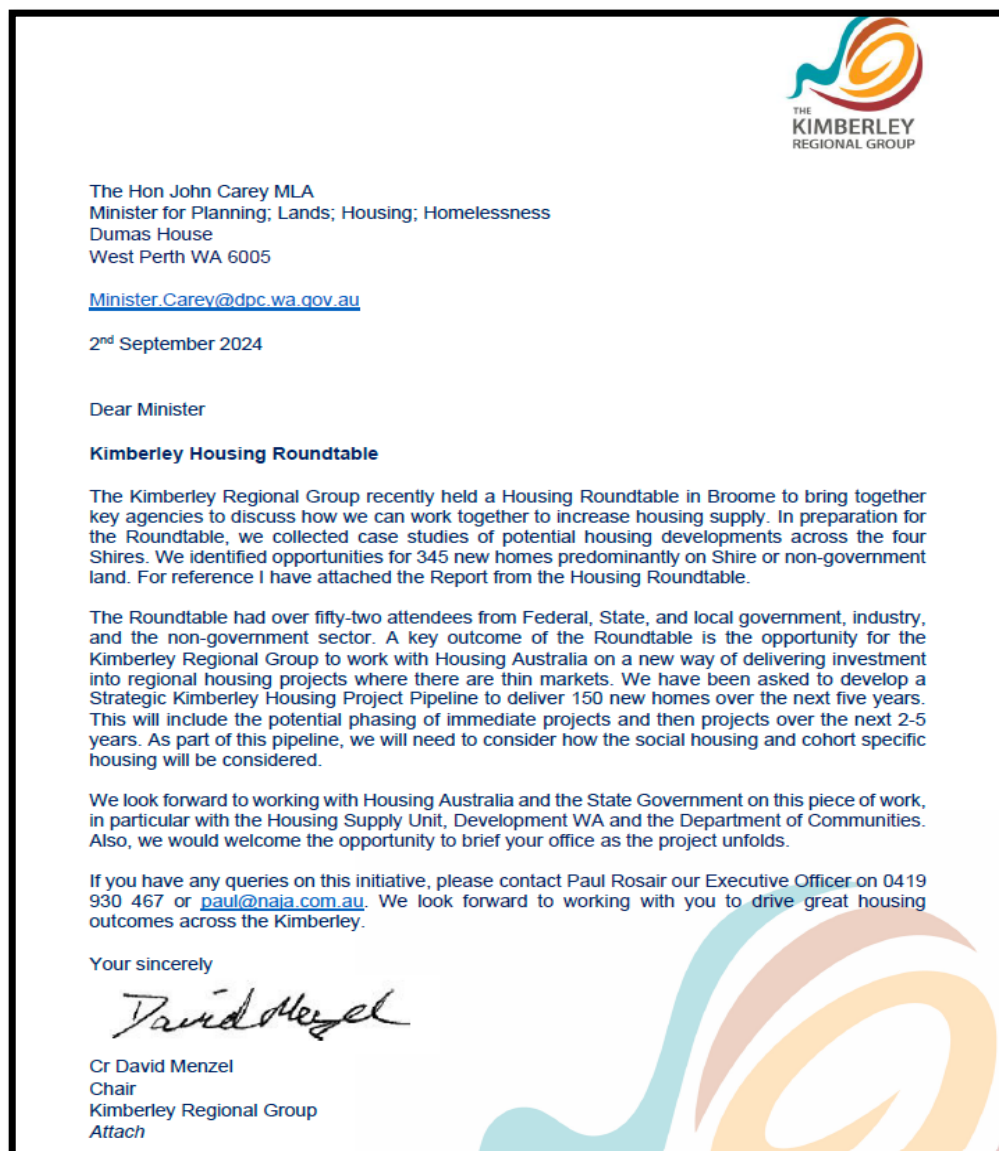 THE
KIMBERLEY
REGIONAL GROUP
The Hon John Carey MLA
Minister for Planning; Lands; Housing; Homelessness
Dumas House
West Perth WA 6005
Minister.Carey@dpc.wa.gov.au
2nd September 2024
Dear Minister
Kimberley Housing Roundtable
The Kimberley Regional Group recently held a Housing Roundtable in Broome to bring together
key agencies to discuss how we can work together to increase housing supply. In preparation for
the Roundtable, we collected case studies of potential housing developments across the four
Shires. We identified opportunities for 345 new homes predominantly on Shire or non-government
land. For reference I have attached the Report from the Housing Roundtable.
The Roundtable had over fifty-two attendees from Federal, State, and local government, industry,
and the non-government sector. A key outcome of the Roundtable is the opportunity for the
Kimberley Regional Group to work with Housing Australia on a new way of delivering investment
into regional housing projects where there are thin markets. We have been asked to develop a
Strategic Kimberley Housing Project Pipeline to deliver 150 new homes over the next five years.
This will include the potential phasing of immediate projects and then projects over the next 2-5
years. As part of this pipeline, we will need to consider how the social housing and cohort specific
housing will be considered.
We look forward to working with Housing Australia and the State Government on this piece of work,
in particular with the Housing Supply Unit, Development WA and the Department of Communities.
Also, we would welcome the opportunity to brief your office as the project unfolds.
If you have any queries on this initiative, please contact Paul Rosair our Executive Officer on 0419
930 467 or paul@naja.com.au. We look forward to working with you to drive great housing
outcomes across the Kimberley.
Your sincerely
David Menzel
Cr David Menzel
Chair
Kimberley Regional Group
Attach